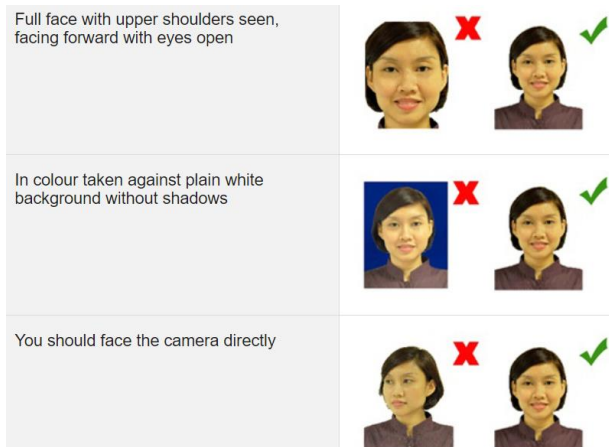 Full face with upper shoulders seen,
facing forward with eyes open
In colour taken against plain white
background without shadows
You should face the camera directly